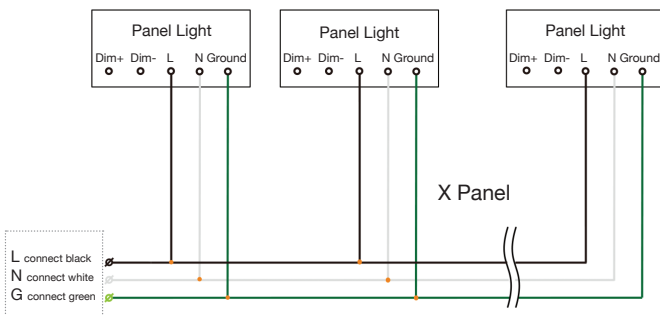 Panel Light
Dim+ Dim- L N Ground
Panel Light
Dim+ Dim- L N Ground
Panel Light
Dim+ Dim- L N Ground
X Panel
L connect black
N connect white
G connect green